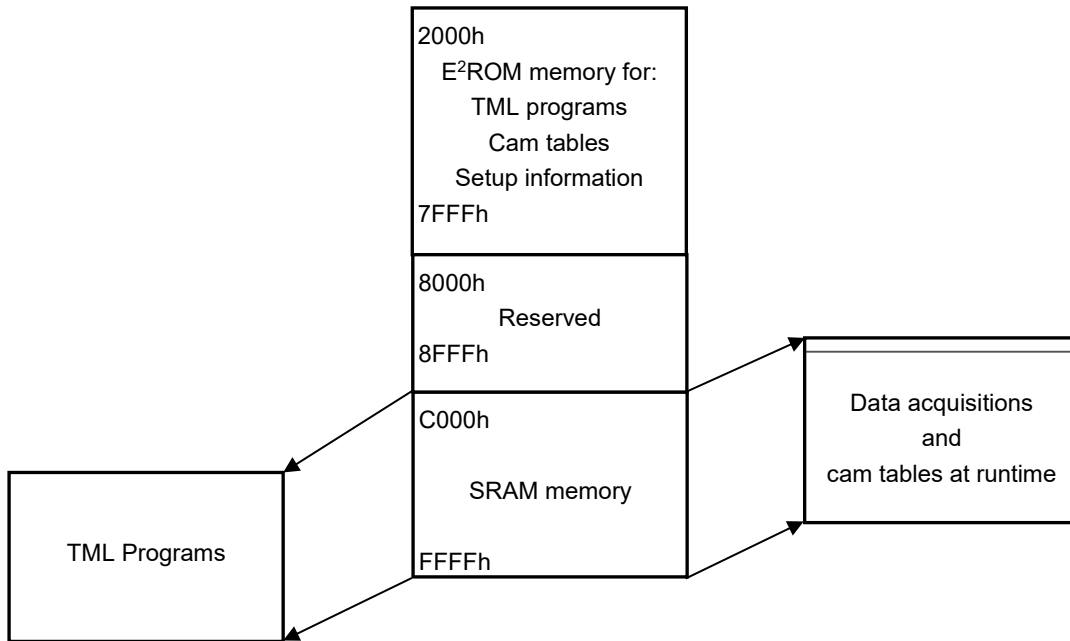 2000h
E²ROM memory for:
TML programs
Cam tables
Setup information
7FFFh
8000h
Reserved
8FFFh
C000h
SRAM memory
FFFFh
TML Programs
Data acquisitions
and
cam tables at runtime